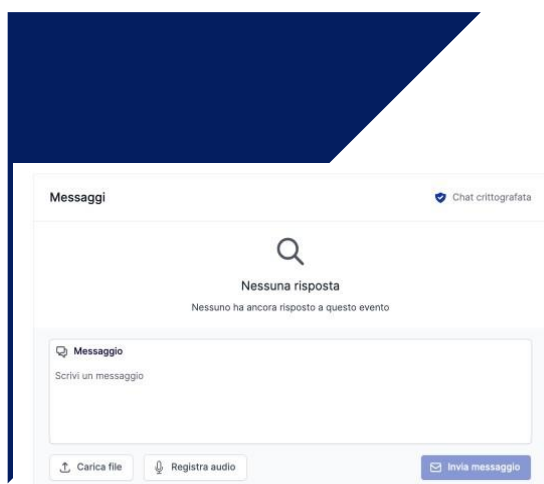 Messaggi
Chat crittografata
Nessuna risposta
Nessuno ha ancora risposto a questo evento
Messaggio
Scrivi un messaggio
Carica file
Registra audio
Invia messaggio